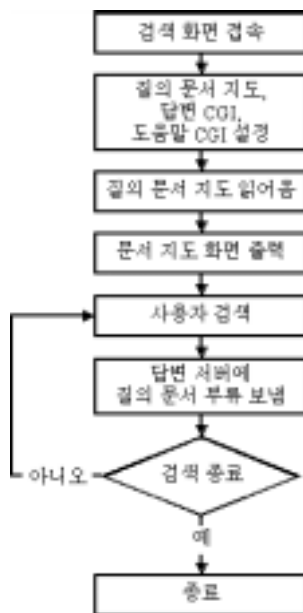 검색 화면 접속
질의 문서 지도,
답변 CGI,
도움말 CGI 설정
질의 문서 지도 읽어옴
문서 지도 화면 출력
사용자 검색
답변 서버에
질의 문서 부류 보냄
검색 종료
아니오
예
종료